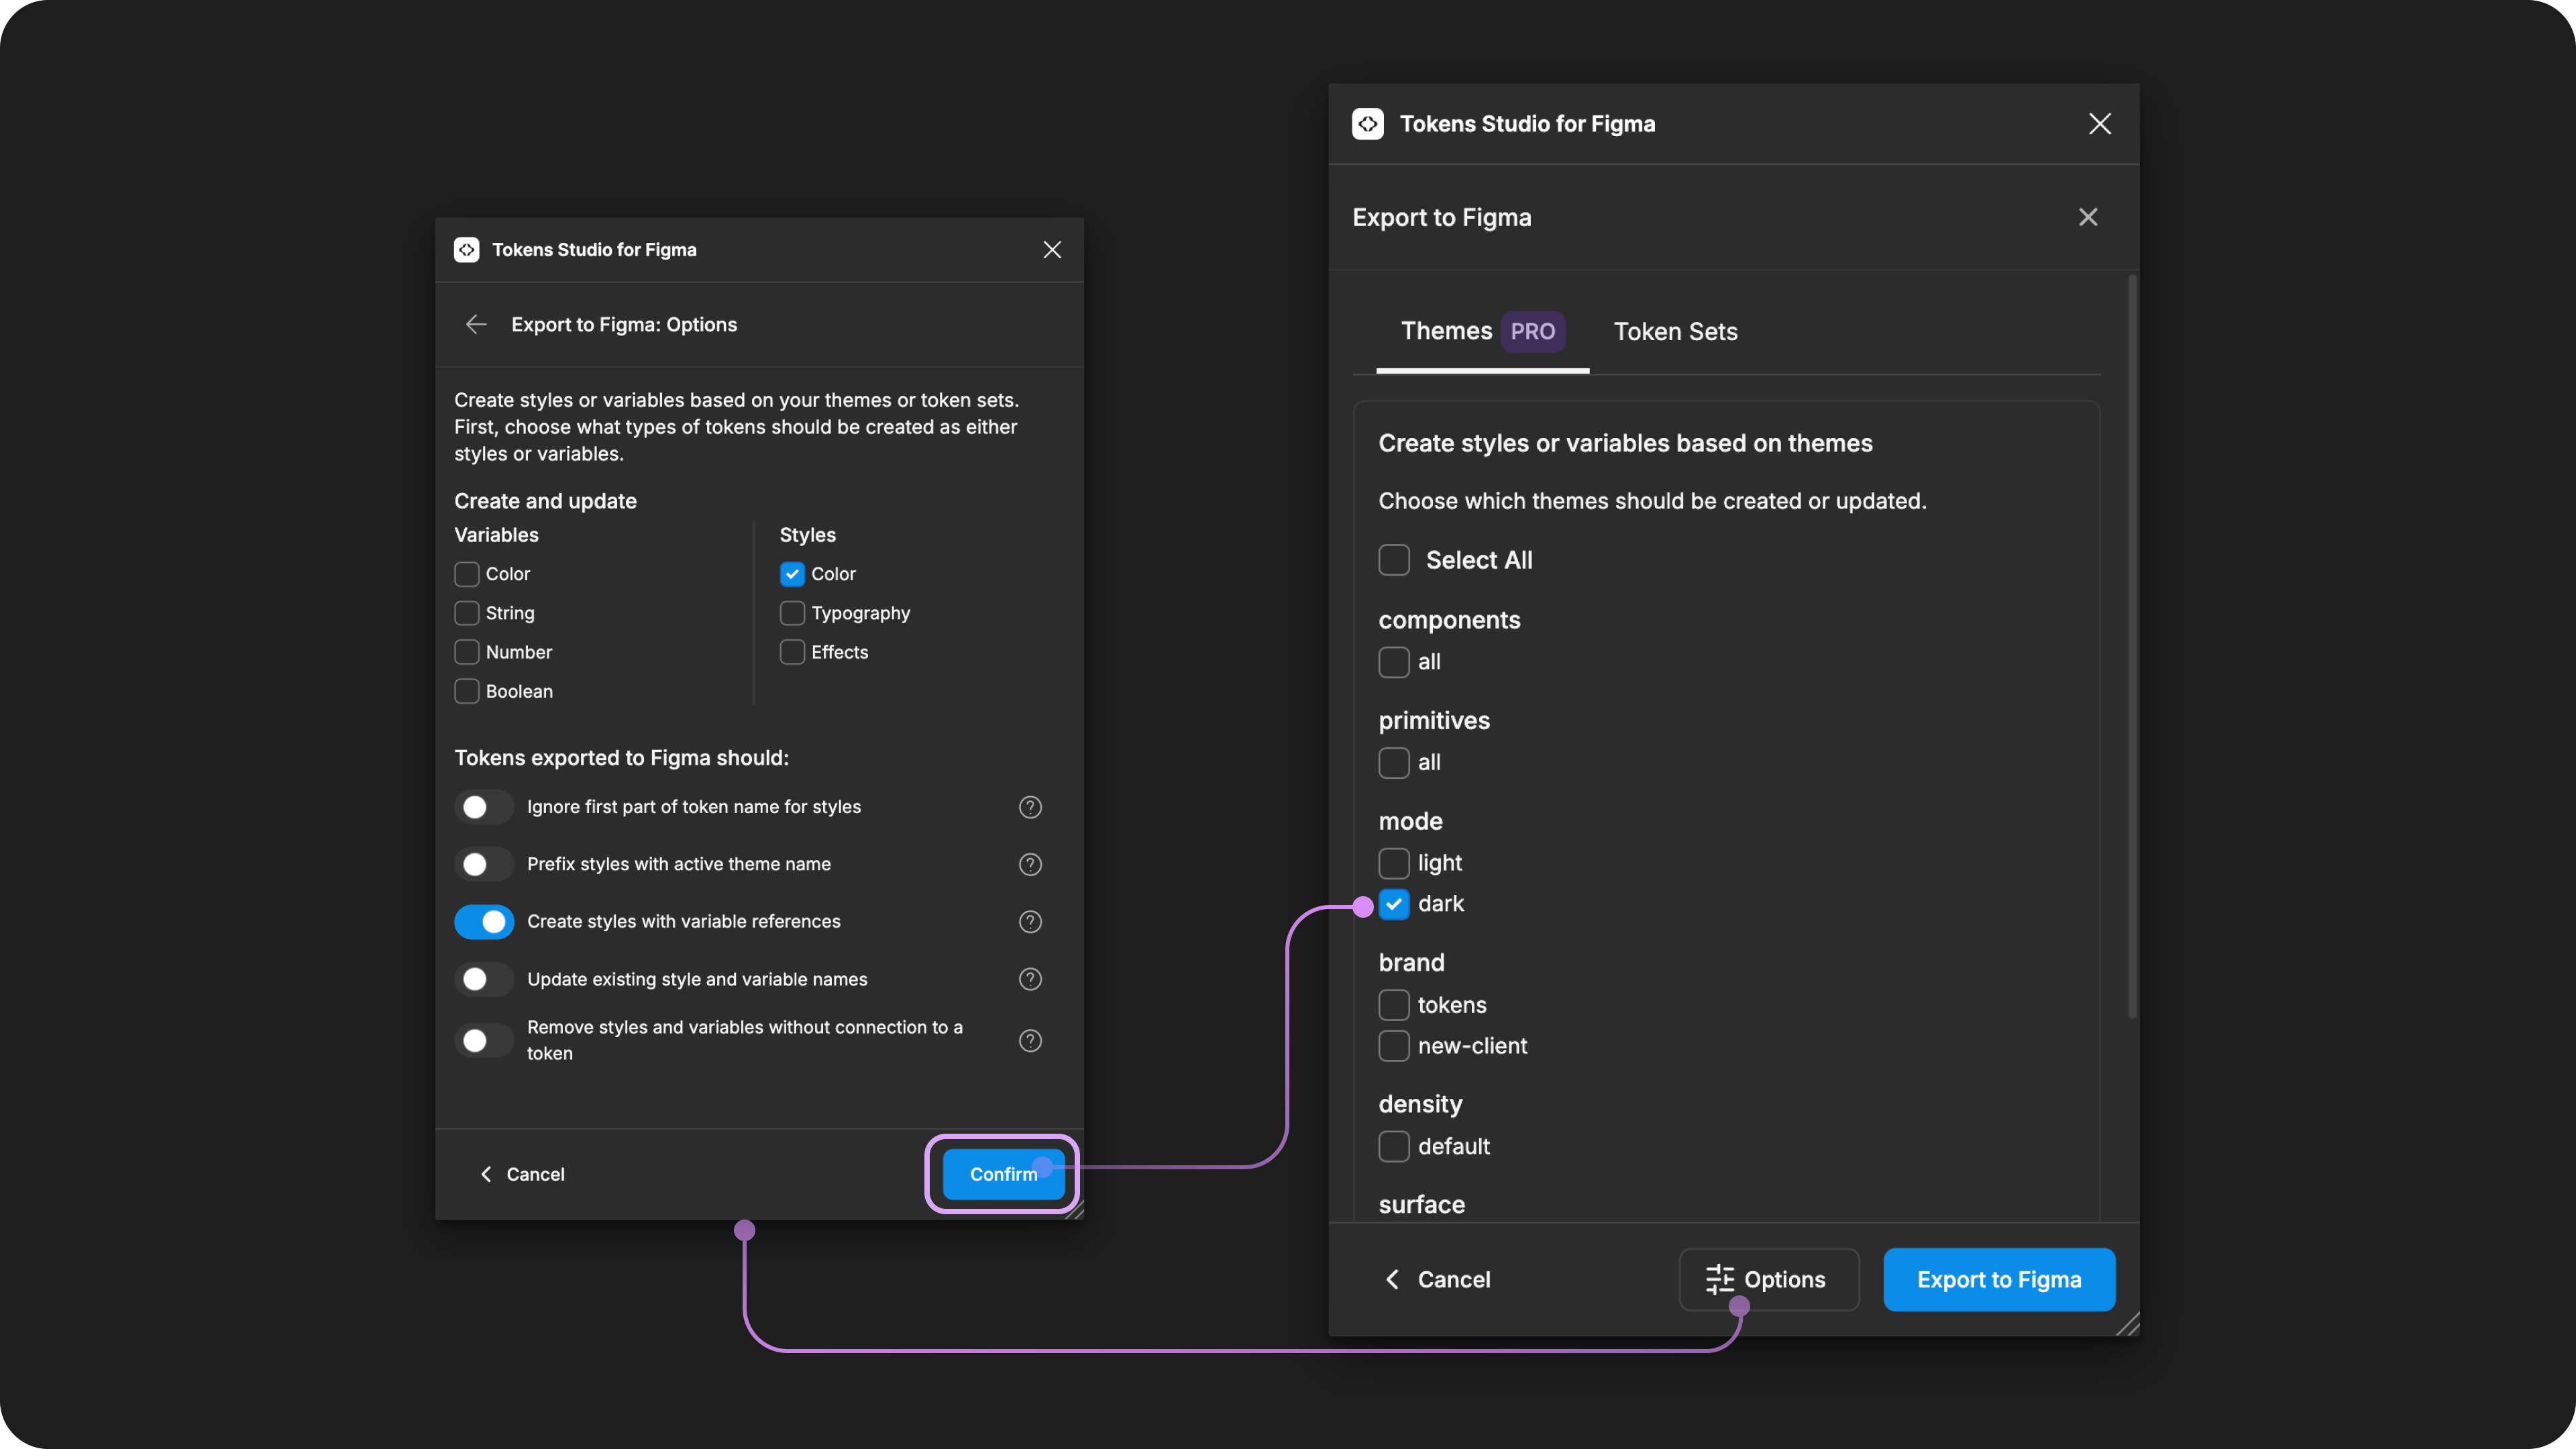 Tokens Studio for Figma
Export to Figma: Options
Create styles or variables based on your themes or token sets.
First, choose what types of tokens should be created as either
styles or variables.
Create and update
Variables
Color
String
Number
Boolean
Styles
Color
Typography
Effects
Tokens exported to Figma should:
Ignore first part of token name for styles
Prefix styles with active theme name
Create styles with variable references
Update existing style and variable names
Remove styles and variables without connection to a
token
Cancel
Confirm
Tokens Studio for Figma
Export to Figma
Themes PRO
Token Sets
Create styles or variables based on themes
Choose which themes should be created or updated.
Select All
components
all
primitives
all
mode
light
dark
brand
tokens
new-client
density
default
surface
Cancel
Options
Export to Figma